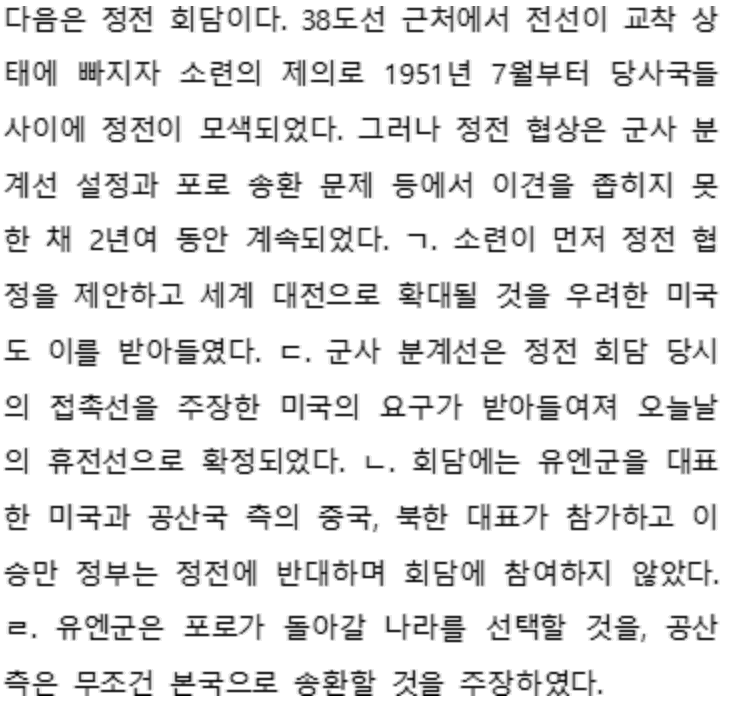 다음은 정전 회담이다. 38도선 근처에서 전선이 교착 상
태에 빠지자 소련의 제의로 1951년 7월부터 당사국들
사이에 정전이 모색되었다. 그러나 정전 협상은 군사 분
계선 설정과 포로 송환 문제 등에서 이견을 좁히지 못
한 채 2년여 동안 계속되었다. ㄱ. 소련이 먼저 정전 협
정을 제안하고 세계 대전으로 확대될 것을 우려한 미국
도 이를 받아들였다. ㄷ. 군사 분계선은 정전 회담 당시
의 접촉선을 주장한 미국의 요구가 받아들여져 오늘날
의 휴전선으로 확정되었다. ㄴ. 회담에는 유엔군을 대표
한 미국과 공산국 측의 중국, 북한 대표가 참가하고 이
승만 정부는 정전에 반대하며 회담에 참여하지 않았다.
ㄹ. 유엔군은 포로가 돌아갈 나라를 선택할 것을, 공산
측은 무조건 본국으로 송환할 것을 주장하였다.